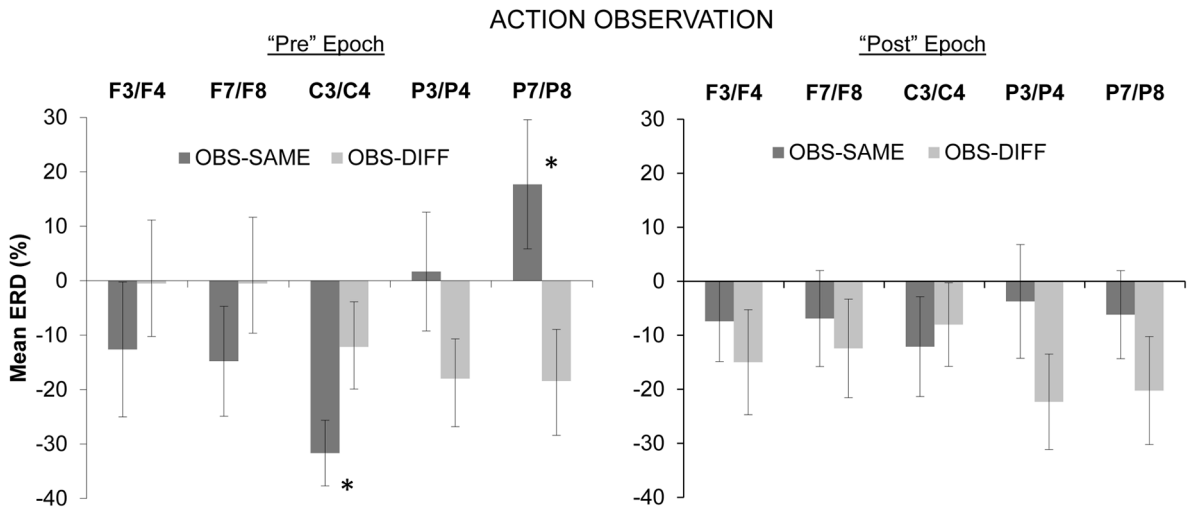 ACTION OBSERVATION
“Pre” Epoch
F3/F4 F7/F8 C3/C4 P3/P4 P7/P8
OBS-SAME OBS-DIFF
*
*
Mean ERD (%)
30
20
10
0
-10
-20
-30
-40
“Post” Epoch
F3/F4 F7/F8 C3/C4 P3/P4 P7/P8
OBS-SAME OBS-DIFF
30
20
10
0
-10
-20
-30
-40